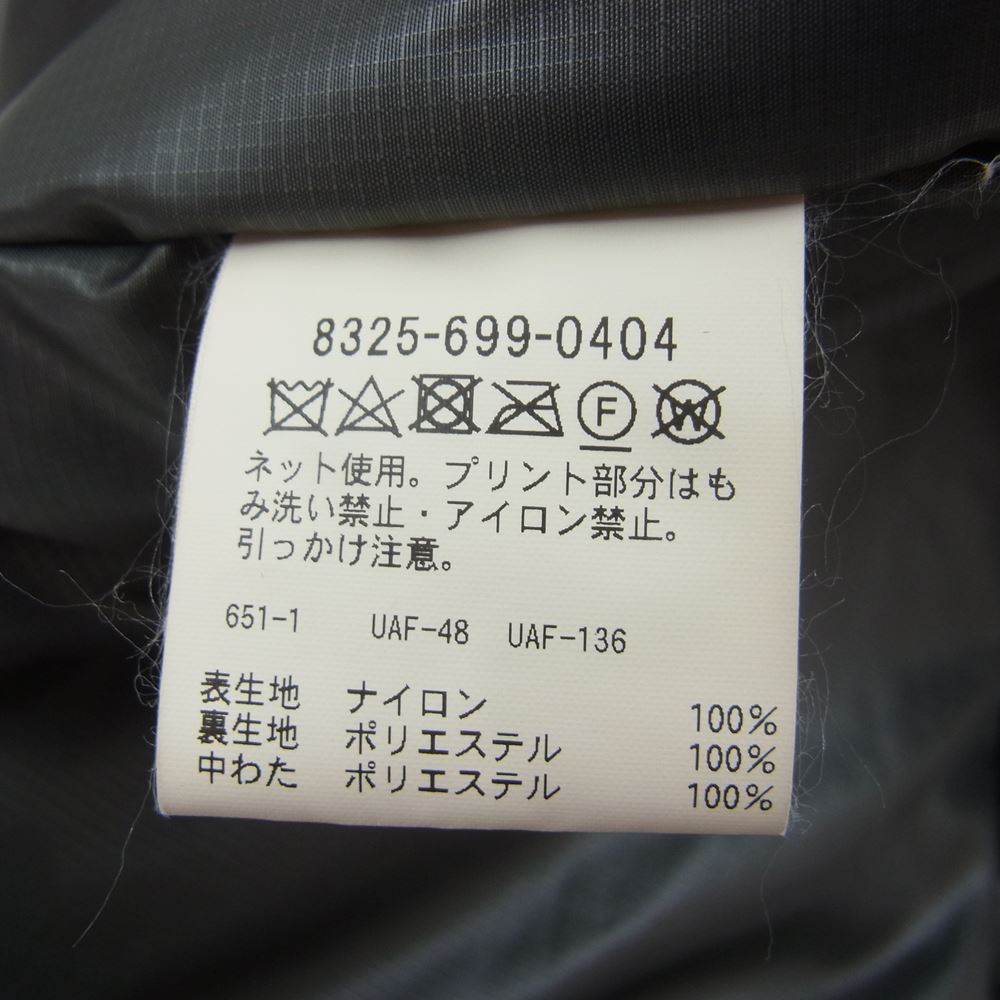 8325-699-0404
F W
ネット使用。プリント部分はも
み洗い禁止・アイロン禁止。
引っかけ注意。
651-1 UAF-48 UAF-136
表生地 ナイロン 100%
裏生地 ポリエステル 100%
中わた ポリエステル 100%